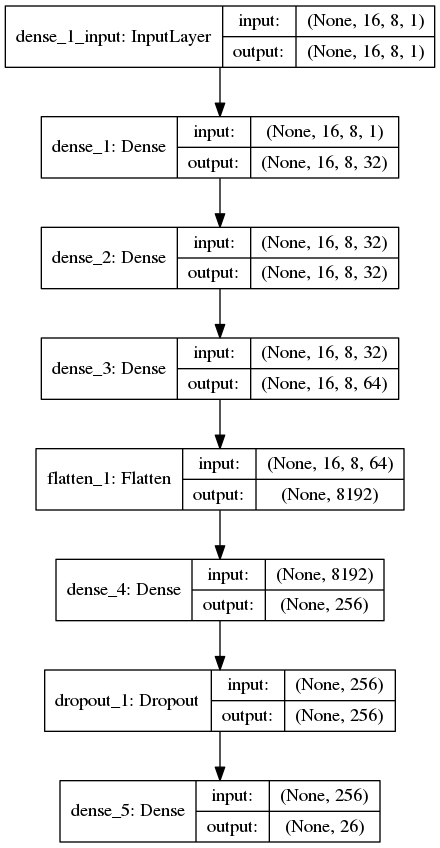 dense_1_input: InputLayer
input: (None, 16, 8, 1)
output: (None, 16, 8, 1)
dense_1: Dense
input: (None, 16, 8, 1)
output: (None, 16, 8, 32)
dense_2: Dense
input: (None, 16, 8, 32)
output: (None, 16, 8, 32)
dense_3: Dense
input: (None, 16, 8, 32)
output: (None, 16, 8, 64)
flatten_1: Flatten
input: (None, 16, 8, 64)
output: (None, 8192)
dense_4: Dense
input: (None, 8192)
output: (None, 256)
dropout_1: Dropout
input: (None, 256)
output: (None, 256)
dense_5: Dense
input: (None, 256)
output: (None, 26)